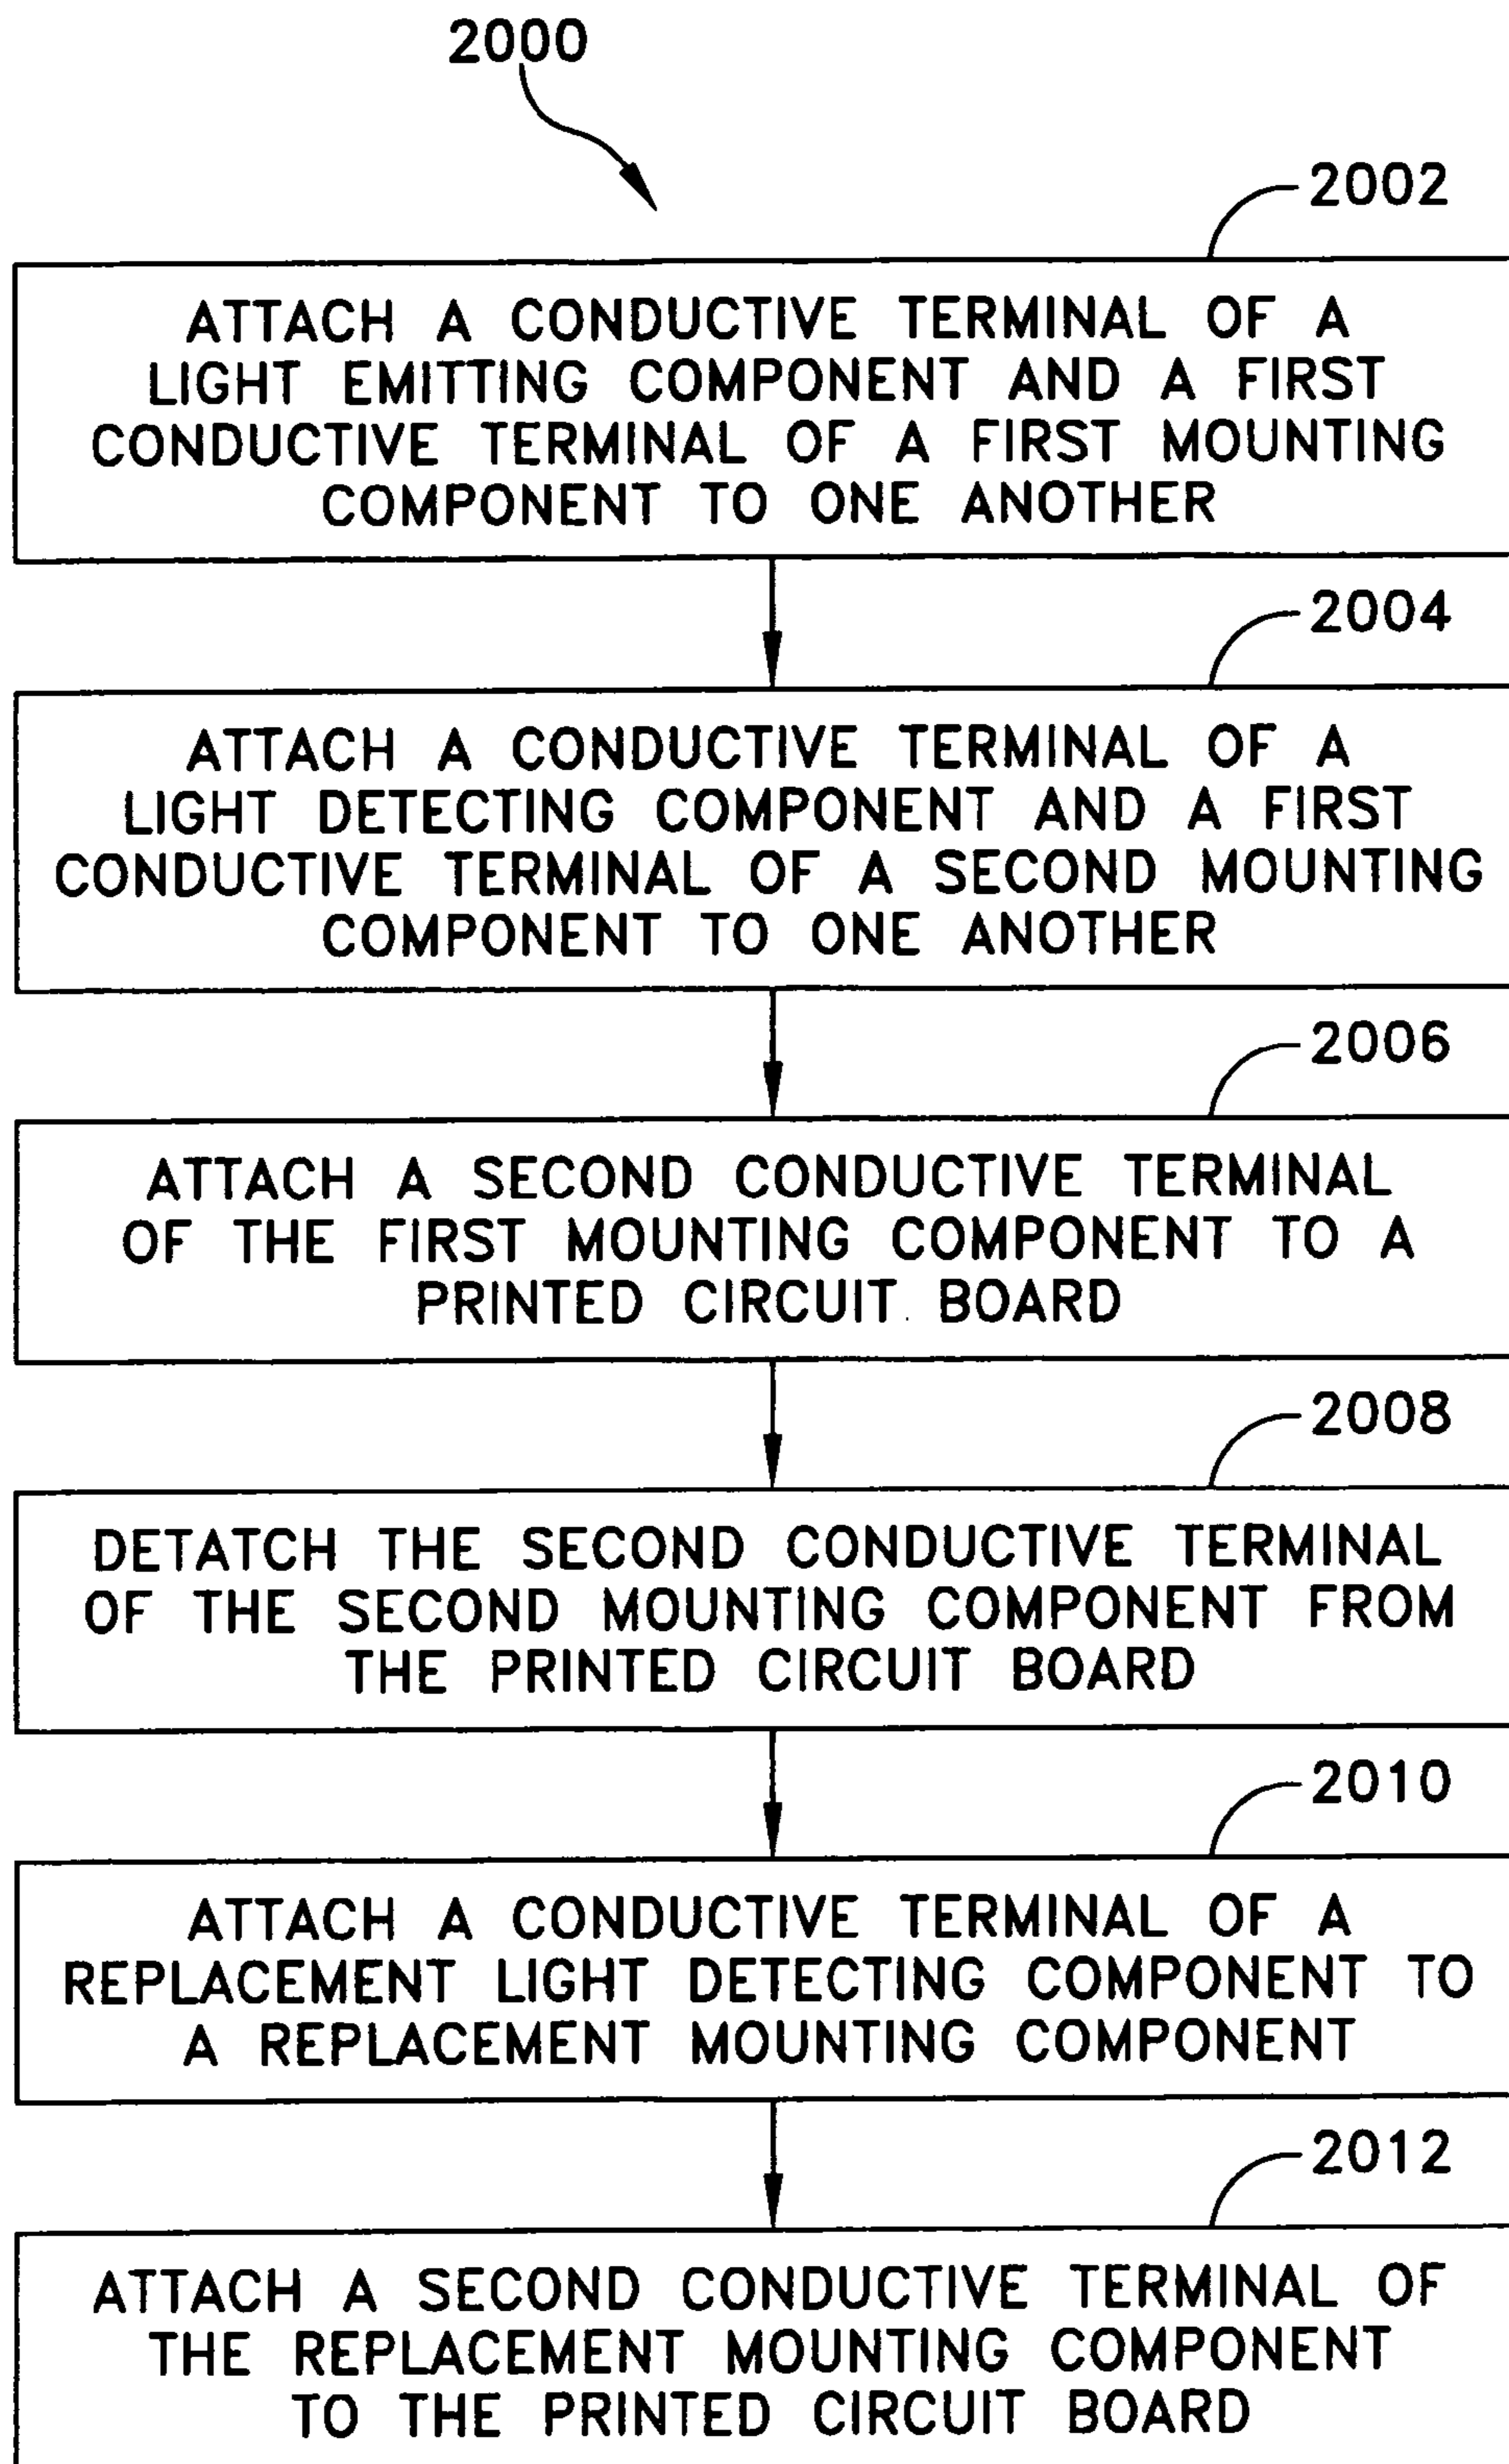 2000
2002
ATTACH A CONDUCTIVE TERMINAL OF A
LIGHT EMITTING COMPONENT AND A FIRST
CONDUCTIVE TERMINAL OF A FIRST MOUNTING
COMPONENT TO ONE ANOTHER
2004
ATTACH A CONDUCTIVE TERMINAL OF A
LIGHT DETECTING COMPONENT AND A FIRST
CONDUCTIVE TERMINAL OF A SECOND MOUNTING
COMPONENT TO ONE ANOTHER
2006
ATTACH A SECOND CONDUCTIVE TERMINAL
OF THE FIRST MOUNTING COMPONENT TO A
PRINTED CIRCUIT BOARD
2008
DETATCH THE SECOND CONDUCTIVE TERMINAL
OF THE SECOND MOUNTING COMPONENT FROM
THE PRINTED CIRCUIT BOARD
2010
ATTACH A CONDUCTIVE TERMINAL OF A
REPLACEMENT LIGHT DETECTING COMPONENT TO
A REPLACEMENT MOUNTING COMPONENT
2012
ATTACH A SECOND CONDUCTIVE TERMINAL OF
THE REPLACEMENT MOUNTING COMPONENT
TO THE PRINTED CIRCUIT BOARD